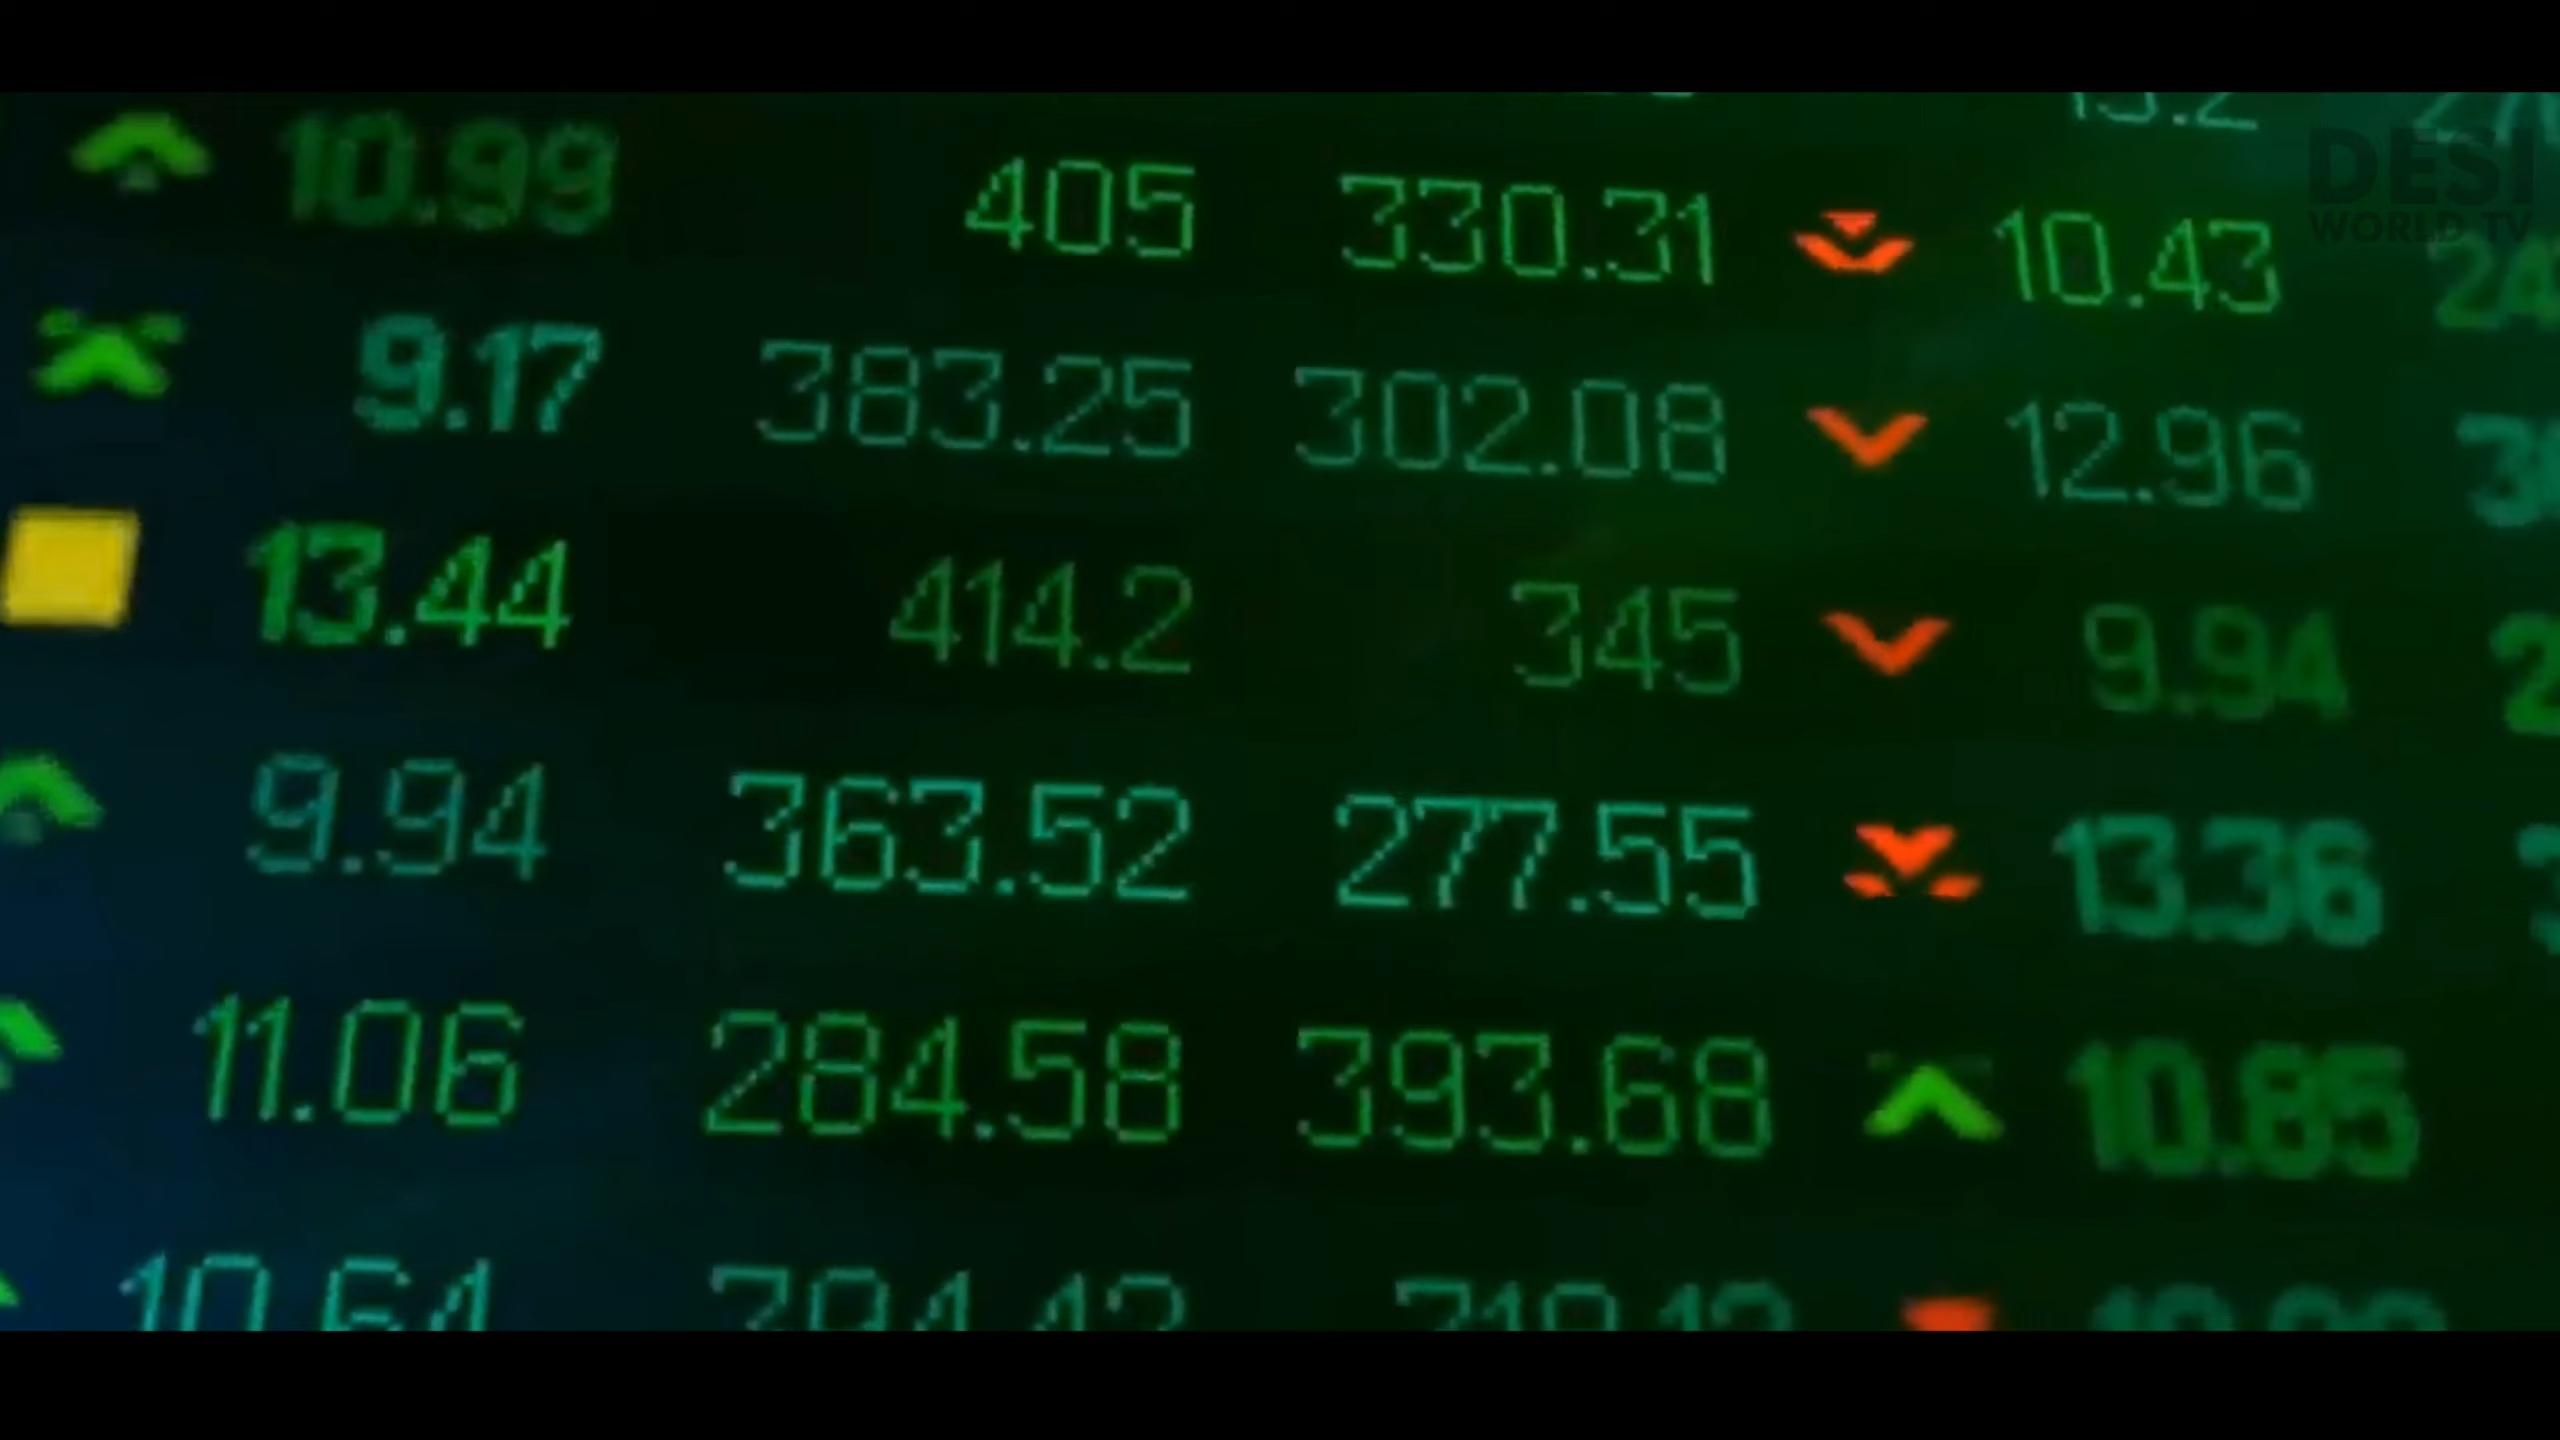 10.99 405 330.31 10.43
9.17 383.25 302.08 12.96
13.44 414.2 345 9.94
9.94 363.52 277.55 13.36
11.06 284.58 393.68 10.85
DESI
WORLD TV